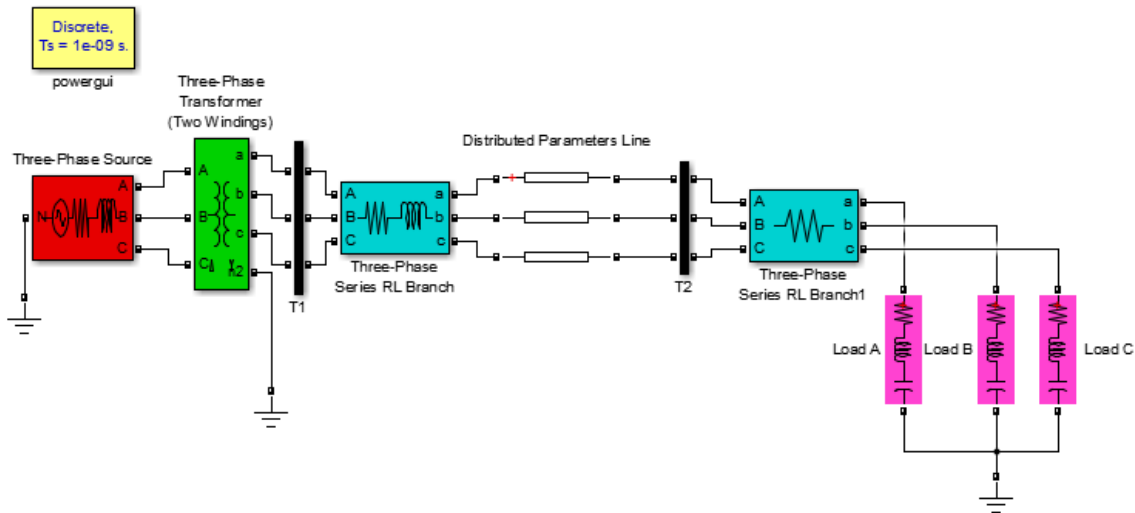 Discrete,
Ts = 1e-09 s.
powergui
Three-Phase
Transformer
(Two Windings)
Three-Phase Source
N
A
B
C
A
B
C
a
b
c
n2
T1
A
B
C
a
b
c
Three-Phase
Series RL Branch
Distributed Parameters Line
T2
A
B
C
a
b
c
Three-Phase
Series RL Branch1
Load A
Load B
Load C